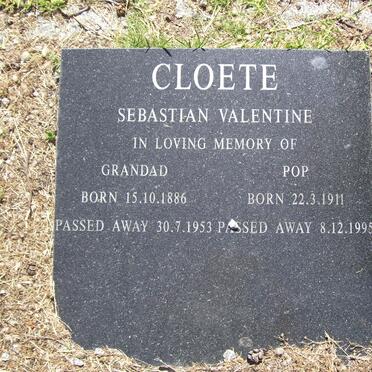 CLOETE
SEBASTIAN VALENTINE
IN LOVING MEMORY OF
GRANDAD POP
BORN 15.10.1886 BORN 22.3.1911
PASSED AWAY 30.7.1953 PASSED AWAY 8.12.1995